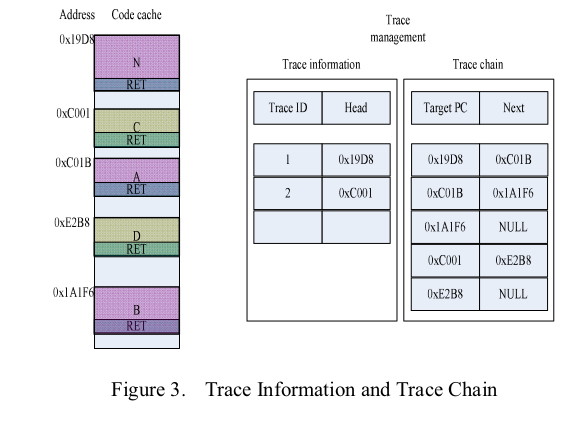 Address Code cache
0x19D8
N
RET
0xC001
C
RET
0xC01B
A
RET
0xE2B8
D
RET
0x1A1F6
B
RET
Trace
management
Trace information
Trace ID Head
1 0x19D8
2 0xC001
Trace chain
Target PC Next
0x19D8 0xC01B
0xC01B 0x1A1F6
0x1A1F6 NULL
0xC001 0xE2B8
0xE2B8 NULL
Figure 3. Trace Information and Trace Chain